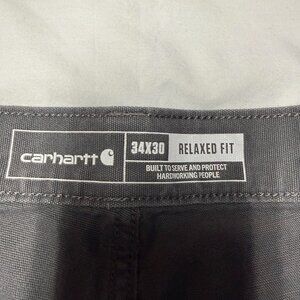 carhartt
34X30 RELAXED FIT
BUILT TO SERVE AND PROTECT
HARDWORKING PEOPLE